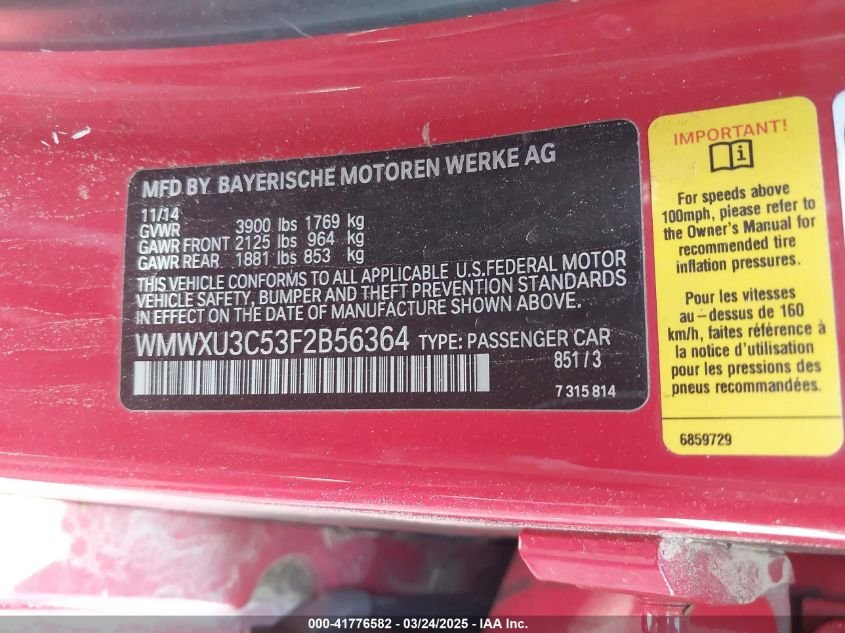 MFD BY BAYERISCHE MOTOREN WERKE AG
11/14
GVWR 3900 lbs 1769 kg
GAWR FRONT 2125 lbs 964 kg
GAWR REAR 1881 lbs 853 kg
THIS VEHICLE CONFORMS TO ALL APPLICABLE U.S.FEDERAL MOTOR
VEHICLE SAFETY, BUMPER AND THEFT PREVENTION STANDARDS
IN EFFECT ON THE DATE OF MANUFACTURE SHOWN ABOVE.
WMWXU3C53F2B56364 TYPE: PASSENGER CAR
851/3
7 315 814
IMPORTANT!
For speeds above
100mph, please refer to
the Owner's Manual for
recommended tire
inflation pressures.
Pour les vitesses
au-dessus de 160
km/h, faites référence à
la notice d'utilisation
pour les pressions des
pneus recommandées.
6859729
000-41776582 - 03/24/2025 - IAA Inc.